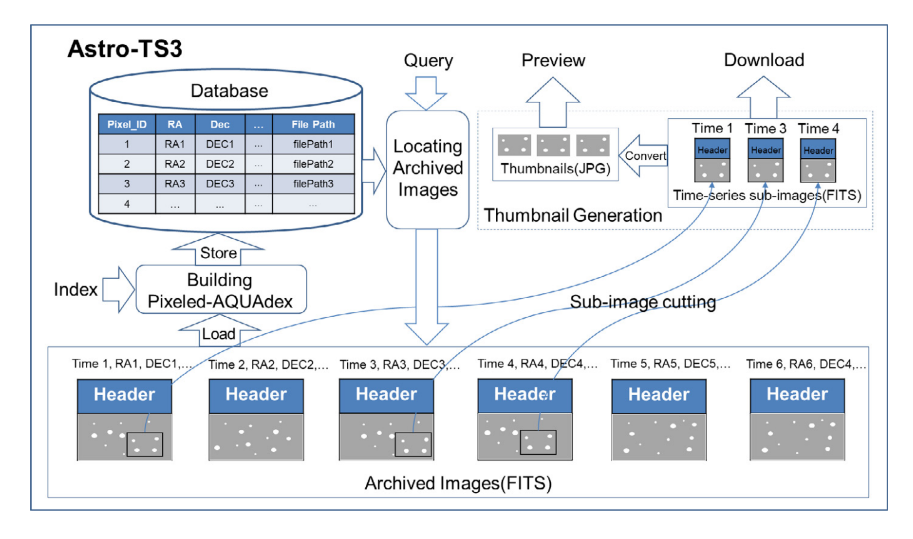 Astro-TS3
Query
Preview
Download
Database
Pixel_ID RA Dec ... File Path
1 RA1 DEC1 ... filePath1
2 RA2 DEC2 ... filePath2
3 RA3 DEC3 ... filePath3
4 ... ... ... ...
Locating
Archived
Images
Time 1 Time 3 Time 4
Header Header Header
Convert
Thumbnails(JPG)
Time-series sub-images(FITS)
Thumbnail Generation
Store
Index
Building
Pixeled-AQUAdex
Load
Sub-image cutting
Time 1, RA1, DEC1,... Time 2, RA2, DEC2,... Time 3, RA3, DEC3,... Time 4, RA4, DEC4,... Time 5, RA5, DEC5,... Time 6, RA6, DEC4,...
Header Header Header Header Header Header
Archived Images(FITS)